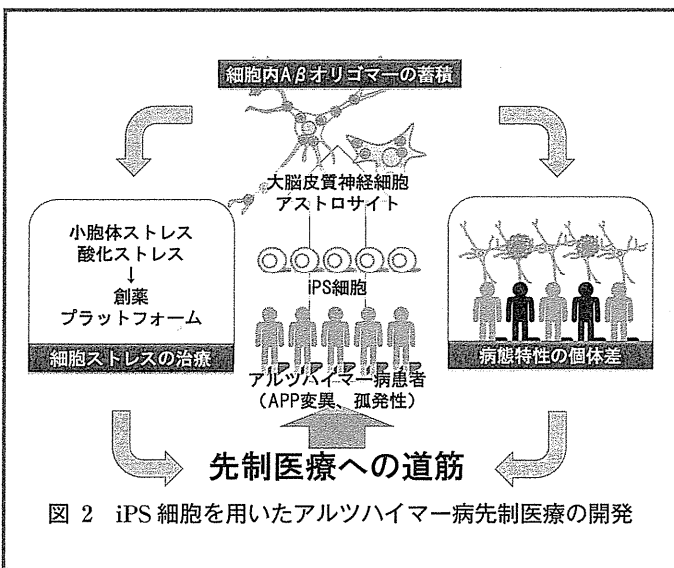 細胞内Aβオリゴマーの蓄積
大脳皮質神経細胞
アストロサイト
小胞体ストレス
酸化ストレス
↓
創薬
プラットフォーム
細胞ストレスの治療
iPS細胞
病態特性の個体差
アルツハイマー病患者
（APP変異、孤発性）
先制医療への道筋
図 2 iPS細胞を用いたアルツハイマー病先制医療の開発